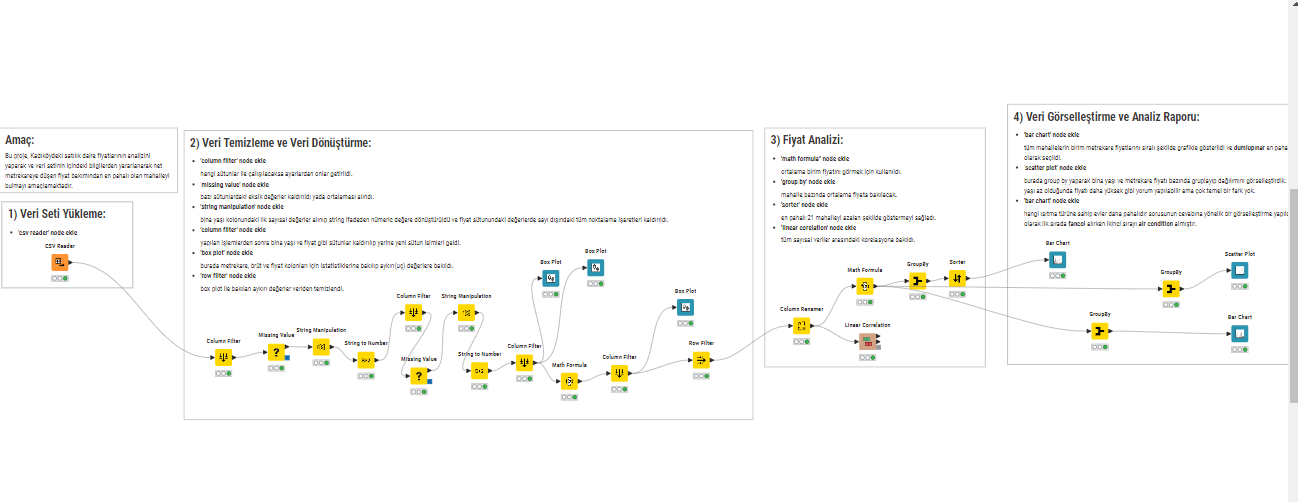 Amaç:
Bu proje, Kadıköydeki satılık daire fiyatlarının analizini
yaparak ve veri setinin içindeki bilgilerden yararlanarak net
metrekareye düşen fiyat bakımından en pahalı olan mahalleyi
bulmayı amaçlamaktadır.
1) Veri Seti Yükleme:
'csv reader' node ekle
CSV Reader
2) Veri Temizleme ve Veri Dönüştürme:
'column filter' node ekle
hangi sütunlar ile çalışılacaksa ayarlardan onlar getirildi.
'missing value' node ekle
bazı sütunlardaki eksik değerler kaldırıldı yada ortalaması alındı.
'string manipulation' node ekle
bina yaşı kolonundaki ilk sayısal değerler alınıp string ifadeden nümeric değere dönüştürüldü ve fiyat sütunundaki değerlerde sayı dışındaki tüm noktalama işaretleri kaldırıldı.
'column filter' node ekle
yapılan işlemlerden sonra bina yaşı ve fiyat gibi sütunlar kaldırılıp yerine yeni sütun isimleri geldi.
'box plot' node ekle
burada metrekare, brüt ve fiyat kolonları için istatistiklerine bakılıp aykırı(uç) değerlere bakıldı.
'row filter' node ekle
box plot ile bakılan aykırı değerler veriden temizlendi.
Column Filter
Missing Value
String Manipulation
String to Number
Column Filter
Missing Value
String Manipulation
String to Number
Column Filter
Box Plot
Box Plot
Math Formula
Column Filter
Box Plot
Row Filter
3) Fiyat Analizi:
'math formula' node ekle
ortalama birim fiyatını görmek için kullanıldı.
'group by' node ekle
mahalle bazında ortalama fiyata bakılacak.
'sorter' node ekle
en pahalı 21 mahalleyi azalan şekilde göstermeyi sağladı.
'linear corelation' node ekle
tüm sayısal veriler arasındaki korelasyona bakıldı.
Column Renamer
Math Formula
Linear Correlation
GroupBy
Sorter
4) Veri Görselleştirme ve Analiz Raporu:
'bar chart' node ekle
tüm mahallelerin birim metrekare fiyatlarını sıralı şekilde grafikle gösterildi ve dumlupınar en paha
olarak seçildi.
'scatter plot' node ekle
burada group by yaparak bina yaşı ve metrekare fiyatı bazında gruplayıp dağılımını görselleştirdik.
yaşı az olduğunda fiyatı daha yüksek gibi yorum yapılabilir ama çok temel bir fark yok.
'bar chart' node ekle
hangi ısıtma türüne sahip evler daha pahalıdır sorusunun cevabına yönelik bir görselleştirme yapıl
olarak ilk sırada fancoil alırken ikinci sırayı air condition almıştır.
Bar Chart
GroupBy
Scatter Plot
GroupBy
Bar Chart